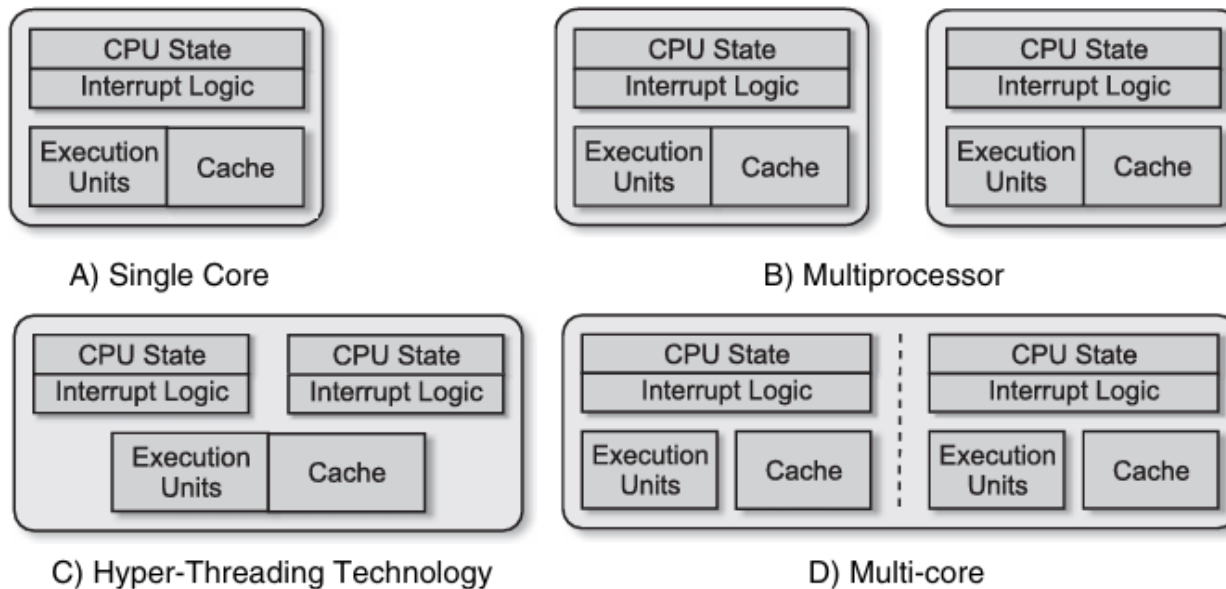 CPU State
Interrupt Logic
Execution
Units
Cache
A) Single Core
CPU State
Interrupt Logic
Execution
Units
Cache
CPU State
Interrupt Logic
Execution
Units
Cache
B) Multiprocessor
CPU State
Interrupt Logic
CPU State
Interrupt Logic
Execution
Units
Cache
C) Hyper-Threading Technology
CPU State
Interrupt Logic
Execution
Units
Cache
CPU State
Interrupt Logic
Execution
Units
Cache
D) Multi-core